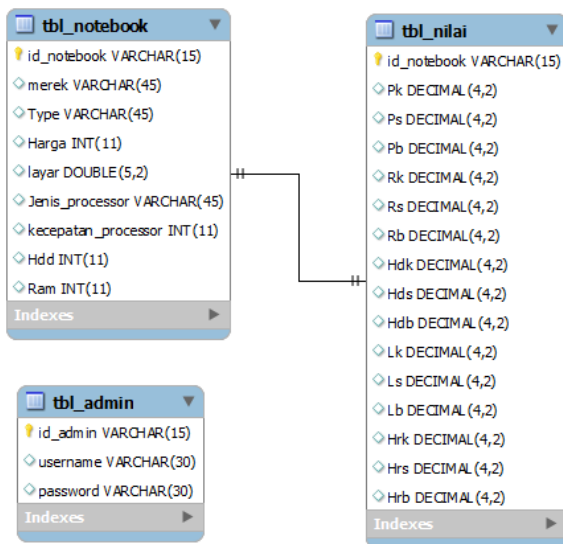 tbl_notebook
id_notebook VARCHAR(15)
merek VARCHAR(45)
Type VARCHAR(45)
Harga INT(11)
layar DOUBLE(5,2)
Jenis_processor VARCHAR(45)
kecepatan_processor INT(11)
Hdd INT(11)
Ram INT(11)
Indexes
tbl_admin
id_admin VARCHAR(15)
username VARCHAR(30)
password VARCHAR(30)
Indexes
tbl_nilai
id_notebook VARCHAR(15)
Pk DECIMAL(4,2)
Ps DECIMAL(4,2)
Pb DECIMAL(4,2)
Rk DECIMAL(4,2)
Rs DECIMAL(4,2)
Rb DECIMAL(4,2)
Hdk DECIMAL(4,2)
Hds DECIMAL(4,2)
Hdb DECIMAL(4,2)
Lk DECIMAL(4,2)
Ls DECIMAL(4,2)
Lb DECIMAL(4,2)
Hrk DECIMAL(4,2)
Hrs DECIMAL(4,2)
Hrb DECIMAL(4,2)
Indexes